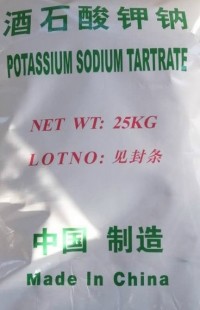 酒石酸钾钠
POTASSIUM SODIUM TARTRATE
NET WT: 25KG
LOTNO: 见封条
中国 制造
Made In China